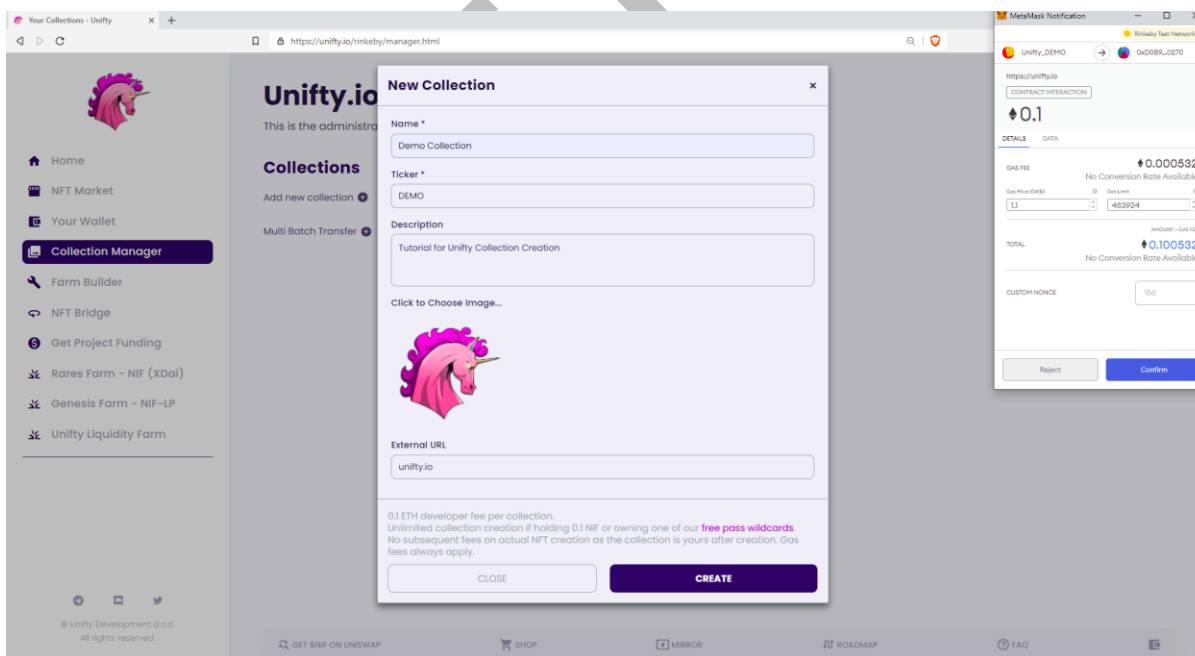 Your Collections - Unifty
https://unifty.io/rinkeby/manager.html
Home
NFT Market
Your Wallet
Collection Manager
Farm Builder
NFT Bridge
Get Project Funding
Rares Farm - NIF (XDai)
Genesis Farm - NIF-LP
Unifty Liquidity Farm
© Unifty Development d.o.o.
All rights reserved.
Unifty.io
This is the administra
Collections
Add new collection
Multi Batch Transfer
New Collection ×
Name *
Demo Collection
Ticker *
DEMO
Description
Tutorial for Unifty Collection Creation
Click to Choose Image...
External URL
unifty.io
0.1 ETH developer fee per collection.
Unlimited collection creation if holding 0.1 NIF or owning one of our free pass wildcards.
No subsequent fees on actual NFT creation as the collection is yours after creation. Gas
fees always apply.
CLOSE CREATE
GET $NIF ON UNISWAP SHOP MIRROR ROADMAP FAQ
MetaMask Notification
Rinkeby Test Network
Unifty_DEMO 0xD089...0270
https://unifty.io
CONTRACT INTERACTION
0.1
DETAILS DATA
GAS FEE 0.000532
No Conversion Rate Available
Gas Price (GWEI) Gas Limit
1.1 483924
AMOUNT + GAS FE
TOTAL 0.100532
No Conversion Rate Available
CUSTOM NONCE 156
Reject Confirm